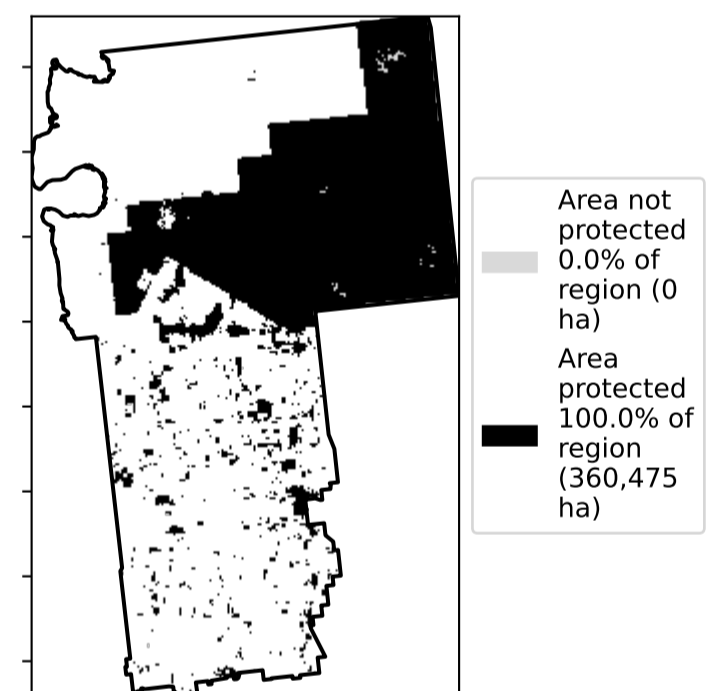 Area not
protected
0.0% of
region (0
ha)
Area
protected
100.0% of
region
(360,475
ha)